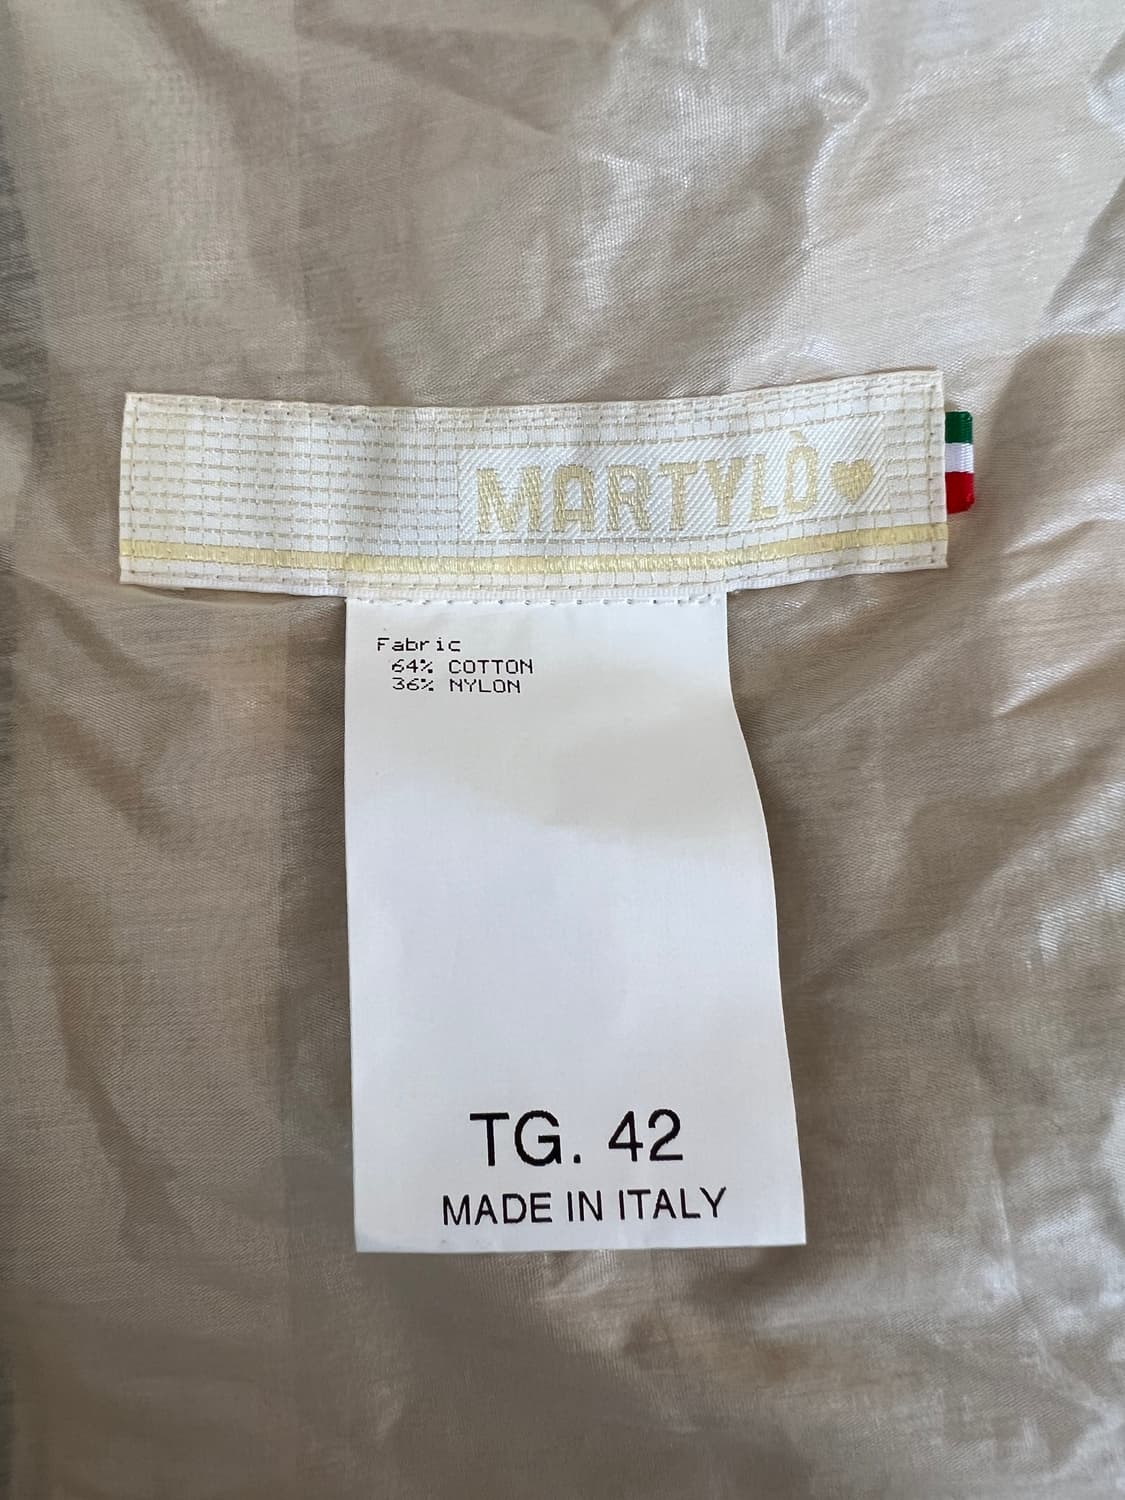 MARTYLÒ
Fabric
64% COTTON
36% NYLON
TG. 42
MADE IN ITALY